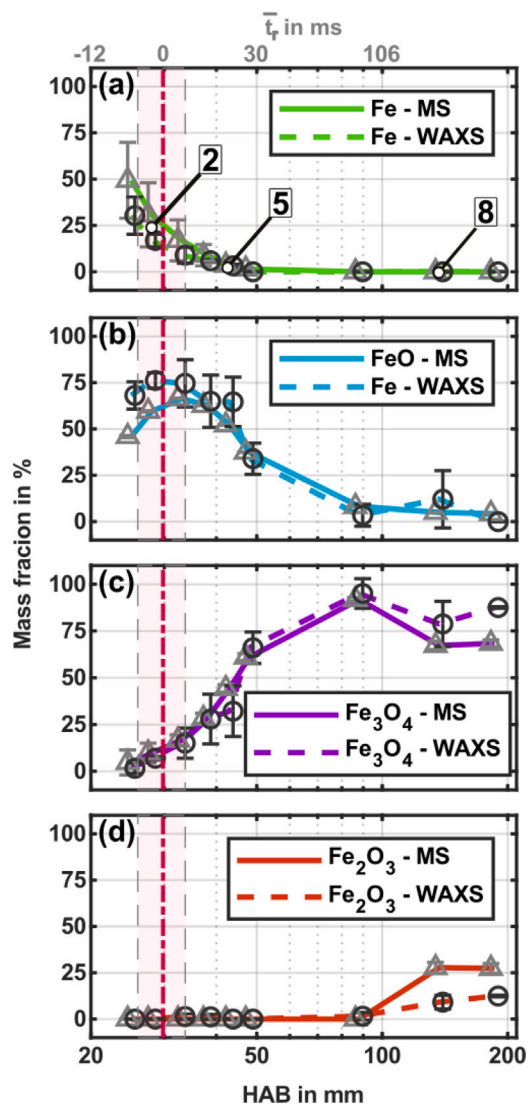 t̄r in ms
-12 0 30 106
(a)
100
75
50
25
0
Fe - MS
Fe - WAXS
2
5
8
(b)
100
75
50
25
0
FeO - MS
Fe - WAXS
Mass fracion in %
(c)
100
75
50
25
0
Fe3O4 - MS
Fe3O4 - WAXS
(d)
100
75
50
25
0
Fe2O3 - MS
Fe2O3 - WAXS
20 50 100 200
HAB in mm